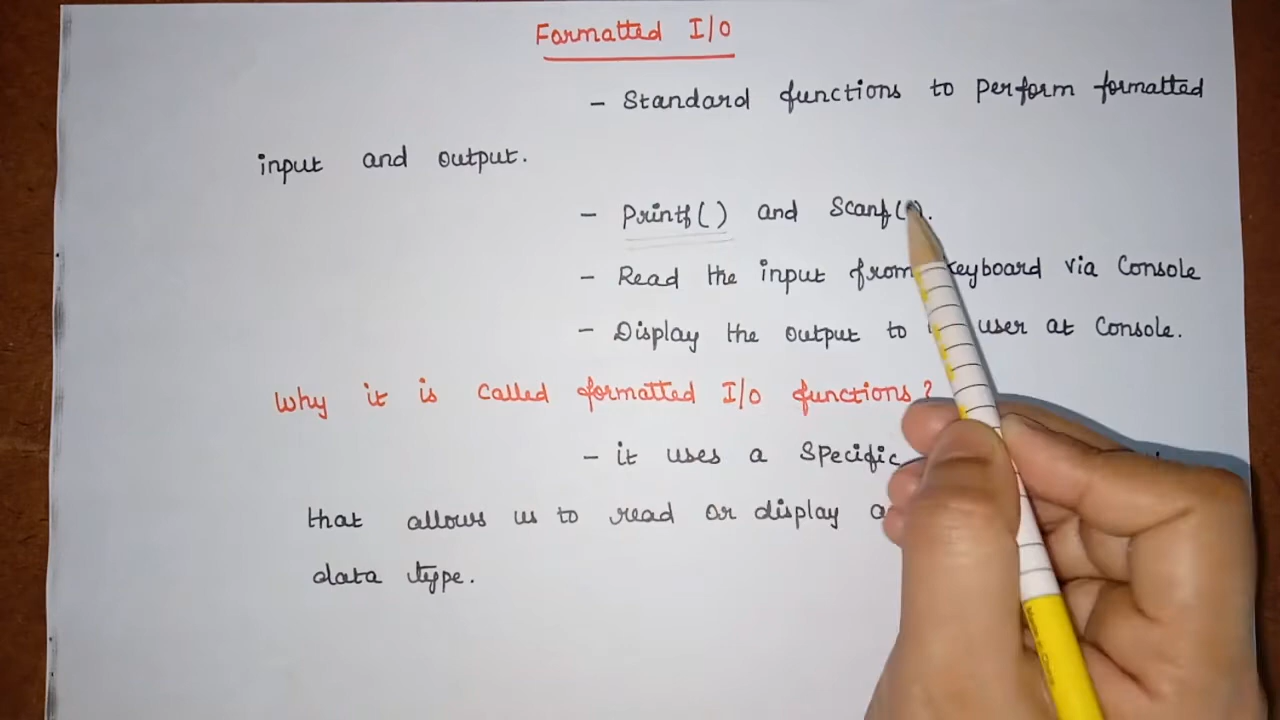 Formatted I/O
- Standard functions to perform formatted
input and output.
- Printf() and Scanf().
- Read the input from keyboard via Console
- Display the output to user at Console.
Why it is called formatted I/O functions?
- it uses a Specific
that allows us to read or display
data type.